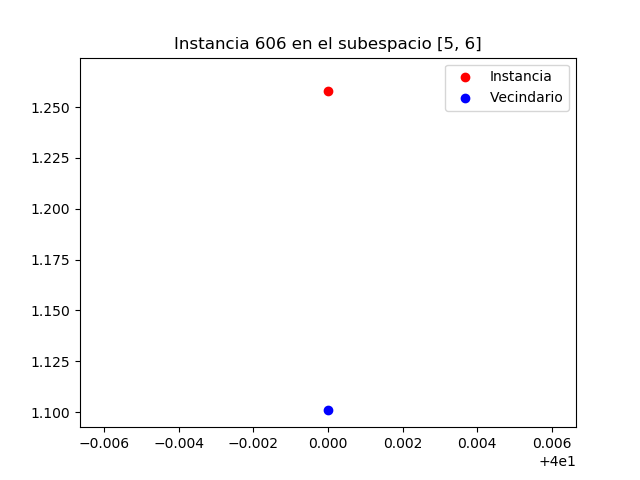 Instancia 606 en el subespacio [5, 6]
Instancia
Vecindario
1.250
1.225
1.200
1.175
1.150
1.125
1.100
−0.006 −0.004 −0.002 0.000 0.002 0.004 0.006
+4e1